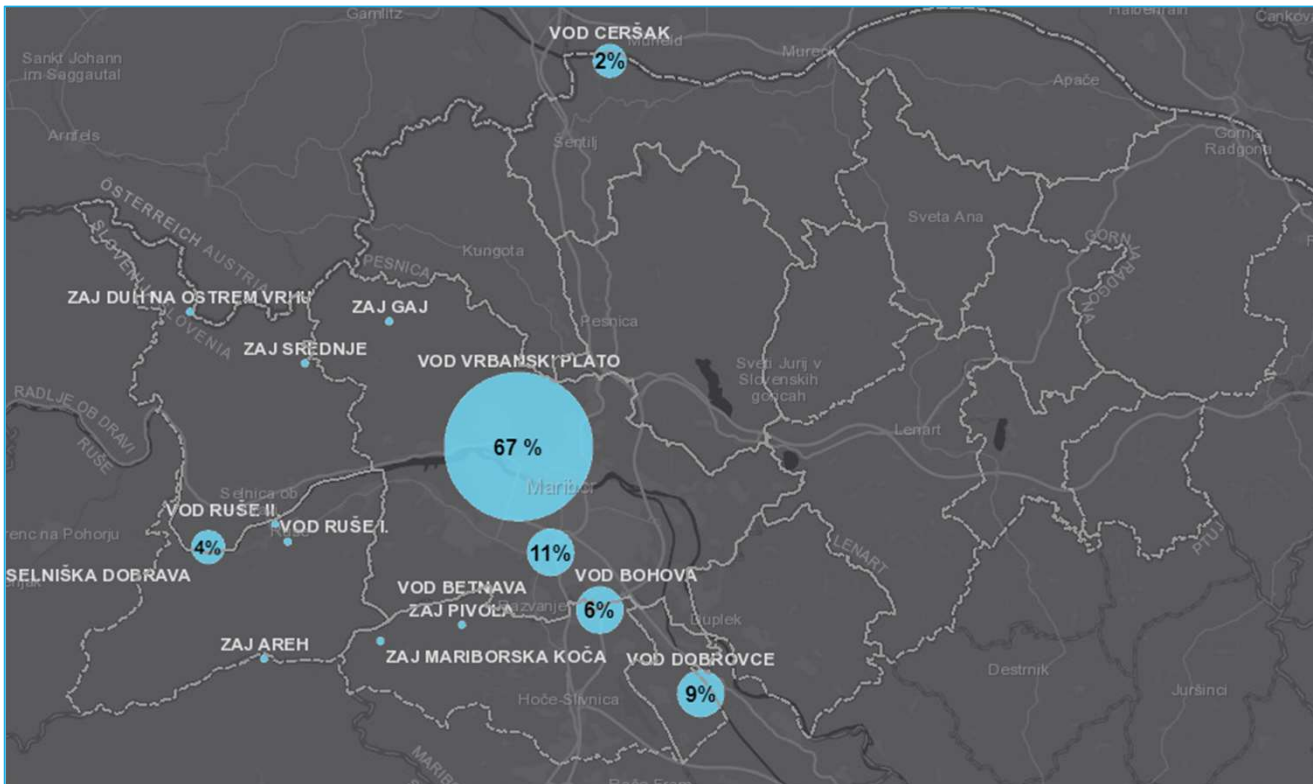 Gamlitz
VOD CERŠAK
Mureck
2%
Sankt Johann
im Saggautal
Apače
Arnfels
Šentilj
Gornja
Radgona
ÖSTERREICH AUSTRIA
SLOVENIJA SLOVENIA
Sveta Ana
GORNJA RADGONA
Kungota
PESNICA
ZAJ DUH NA OSTREM VRHU
ZAJ GAJ
Pesnica
ZAJ SREDNJE
VOD VRBANSKI PLATO
Sveti Jurij v
Slovenskih
goricah
RADLJE OB DRAVI
RUŠE
67 %
Lenart
Maribor
Selnica ob
VOD RUŠE II.
VOD RUŠE I.
Ruše
renc na Pohorju
4%
11%
LENART
PTUJ
SELNIŠKA DOBRAVA
VOD BOHOVA
VOD BETNAVA
Razvanje
ZAJ PIVOLA
6%
Duplek
ZAJ AREH
ZAJ MARIBORSKA KOČA
VOD DOBROVCE
Destrnik
Juršinci
Hoče-Slivnica
9%